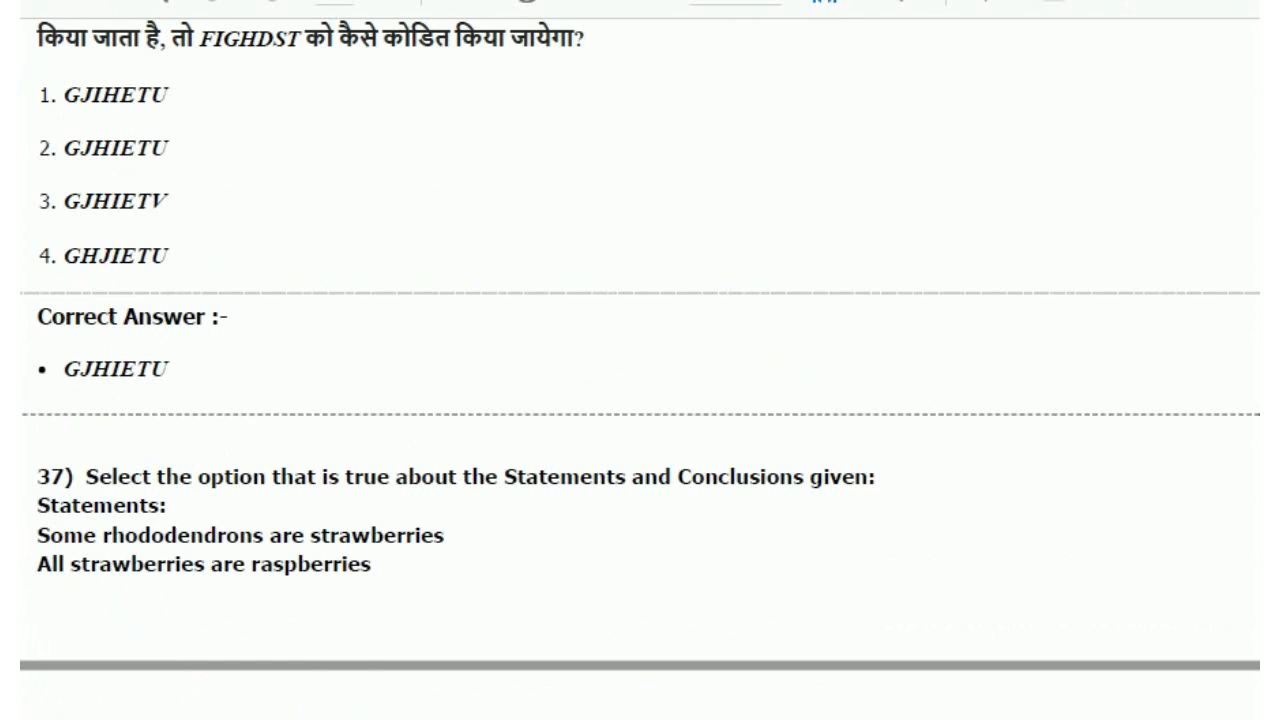 किया जाता है, तो FIGHDST को कैसे कोडित किया जायेगा?
1. GJIHETU
2. GJHIETU
3. GJHIETV
4. GHJIETU
Correct Answer :-
• GJHIETU
37) Select the option that is true about the Statements and Conclusions given:
Statements:
Some rhododendrons are strawberries
All strawberries are raspberries